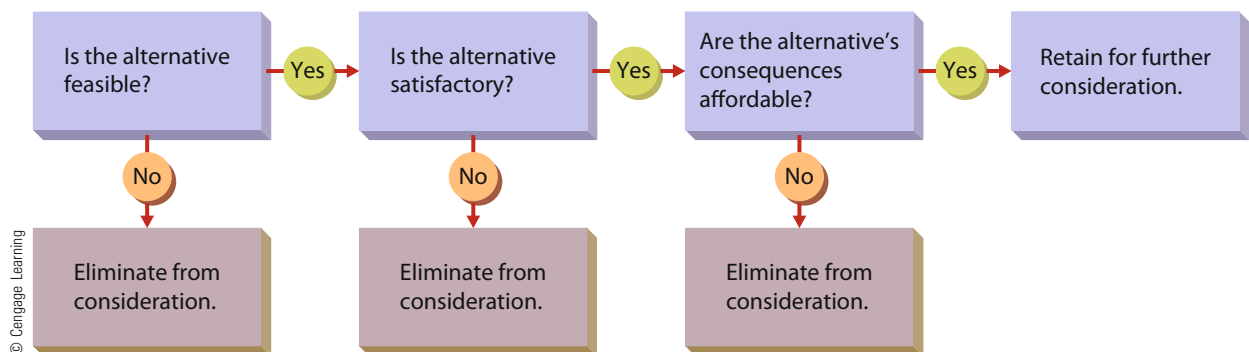 Is the alternative
feasible?
Yes
Is the alternative
satisfactory?
Yes
Are the alternative’s
consequences
affordable?
Yes
Retain for further
consideration.
No
No
No
Eliminate from
consideration.
Eliminate from
consideration.
Eliminate from
consideration.
© Cengage Learning